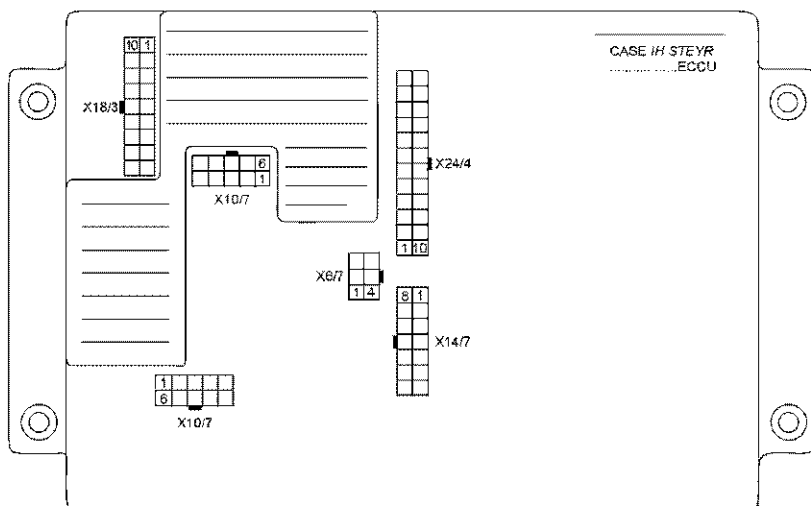 10 1
CASE IH STEYR
ECCU
X18/3
6
1
X10/7
X24/4
1 10
X6/7
1 4
8 1
X14/7
1
6
X10/7